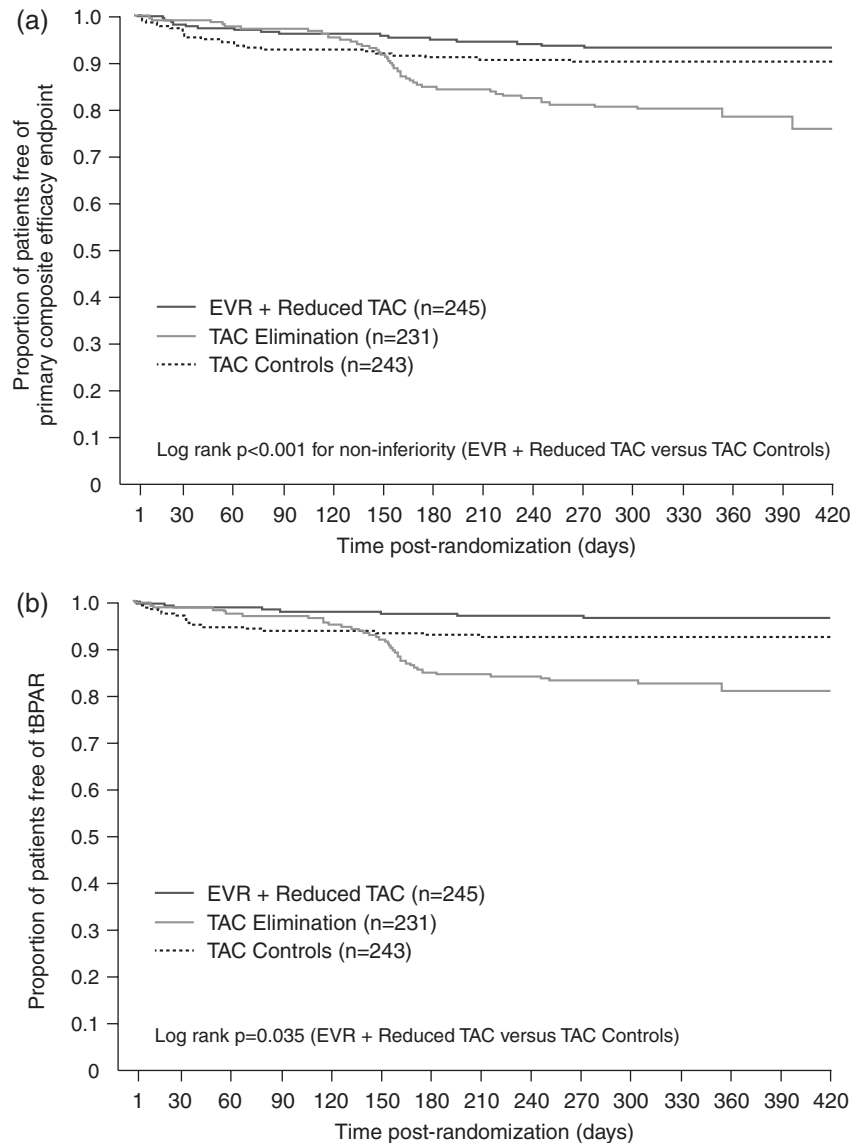 (a)
Proportion of patients free of
primary composite efficacy endpoint
1.0
0.9
0.8
0.7
0.6
0.5
0.4
0.3
0.2
0.1
0
EVR + Reduced TAC (n=245)
TAC Elimination (n=231)
TAC Controls (n=243)
Log rank p<0.001 for non-inferiority (EVR + Reduced TAC versus TAC Controls)
1 30 60 90 120 150 180 210 240 270 300 330 360 390 420
Time post-randomization (days)
(b)
Proportion of patients free of tBPAR
1.0
0.9
0.8
0.7
0.6
0.5
0.4
0.3
0.2
0.1
0
EVR + Reduced TAC (n=245)
TAC Elimination (n=231)
TAC Controls (n=243)
Log rank p=0.035 (EVR + Reduced TAC versus TAC Controls)
1 30 60 90 120 150 180 210 240 270 300 330 360 390 420
Time post-randomization (days)